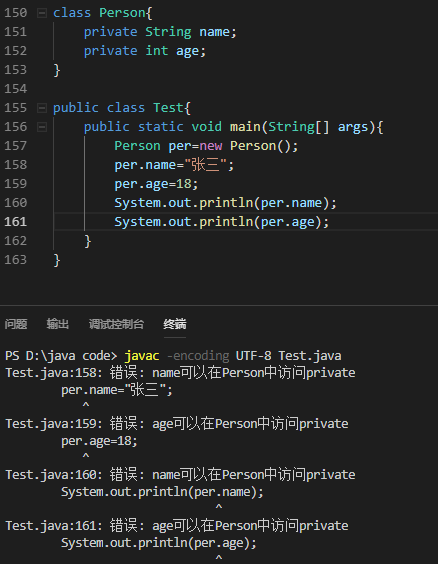 150 class Person{
151 private String name;
152 private int age;
153 }
154
155 public class Test{
156 public static void main(String[] args){
157 Person per=new Person();
158 per.name="张三";
159 per.age=18;
160 System.out.println(per.name);
161 System.out.println(per.age);
162 }
163 }
问题 输出 调试控制台 终端
PS D:\java code> javac -encoding UTF-8 Test.java
Test.java:158: 错误: name可以在Person中访问private
per.name="张三";
^
Test.java:159: 错误: age可以在Person中访问private
per.age=18;
^
Test.java:160: 错误: name可以在Person中访问private
System.out.println(per.name);
^
Test.java:161: 错误: age可以在Person中访问private
System.out.println(per.age);
^